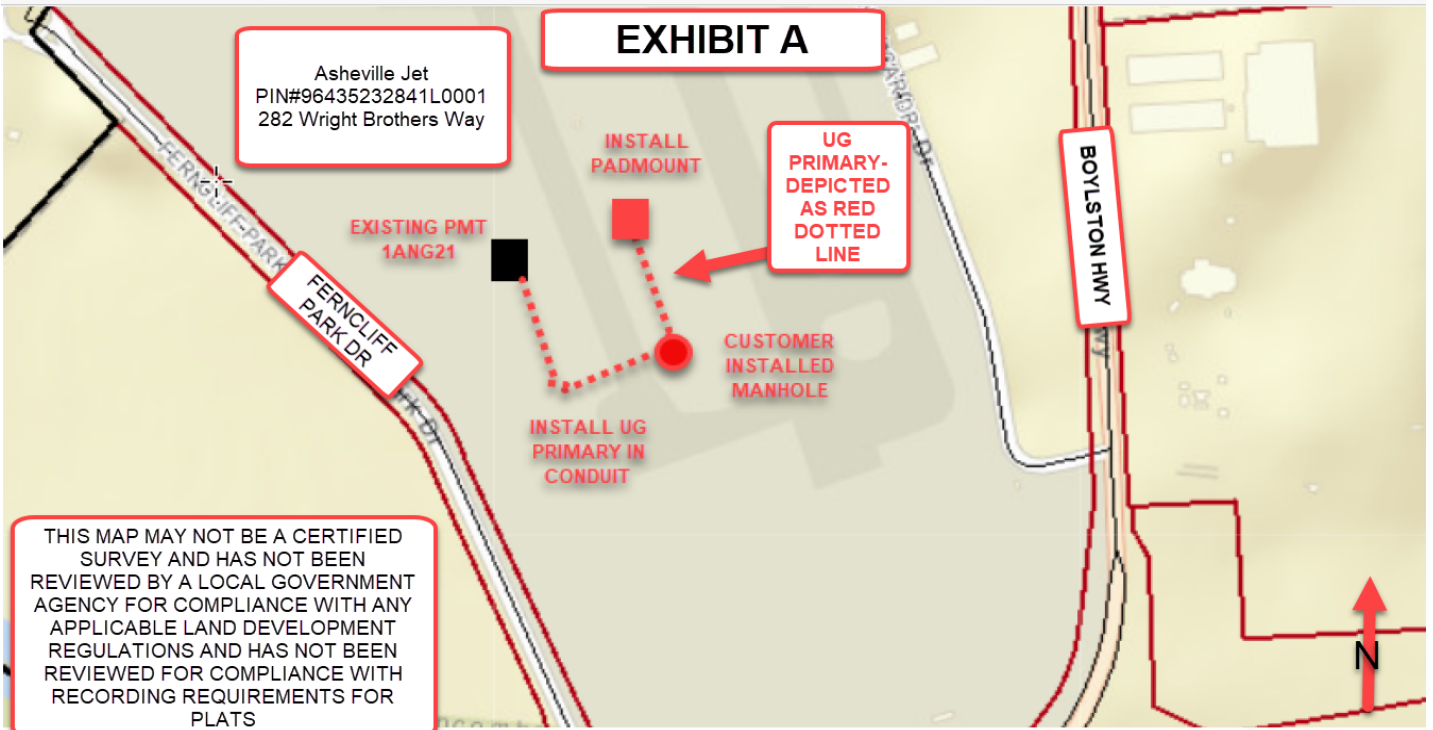 EXHIBIT A
Asheville Jet
PIN#96435232841L0001
282 Wright Brothers Way
INSTALL
PADMOUNT
UG
PRIMARY-
DEPICTED
AS RED
DOTTED
LINE
BOYLSTON HWY
FERNCLIFF-PARK
EXISTING PMT
1ANG21
FERNCLIFF
PARK DR
CUSTOMER
INSTALLED
MANHOLE
INSTALL UG
PRIMARY IN
CONDUIT
THIS MAP MAY NOT BE A CERTIFIED
SURVEY AND HAS NOT BEEN
REVIEWED BY A LOCAL GOVERNMENT
AGENCY FOR COMPLIANCE WITH ANY
APPLICABLE LAND DEVELOPMENT
REGULATIONS AND HAS NOT BEEN
REVIEWED FOR COMPLIANCE WITH
RECORDING REQUIREMENTS FOR
PLATS
N